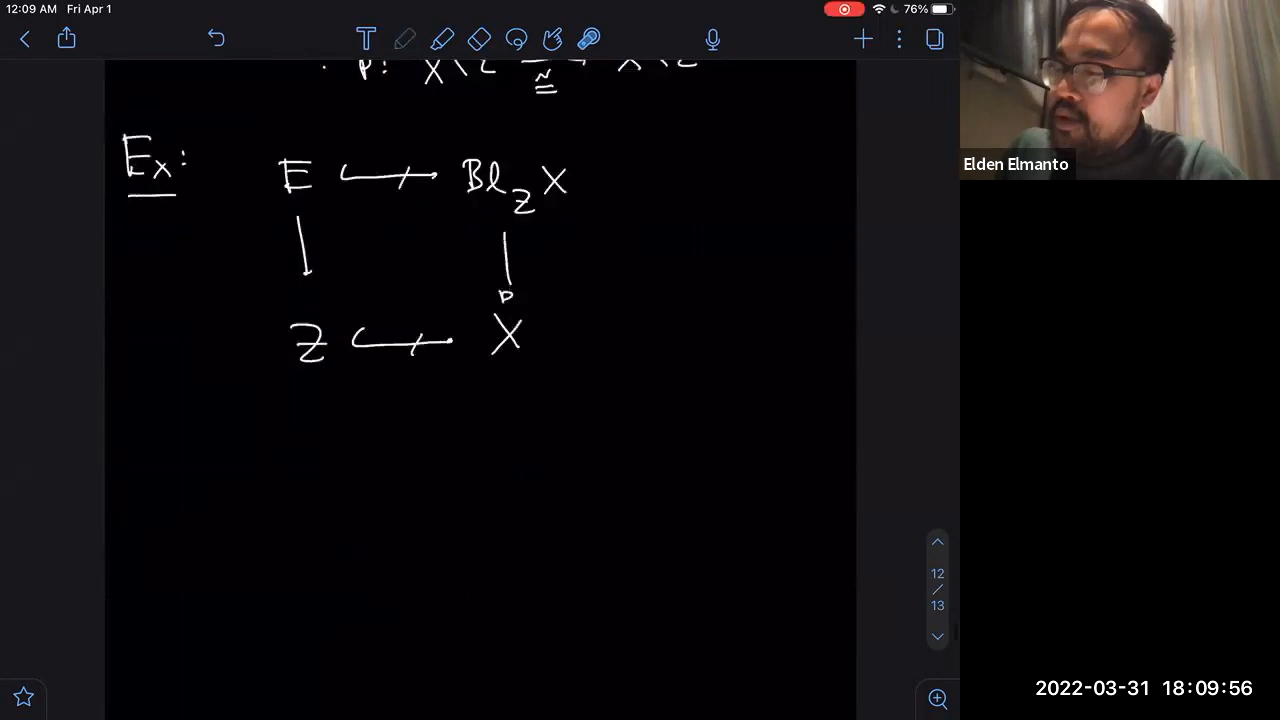 12:09 AM Fri Apr 1
76%
T
Ex:
E ↪ Bl_Z X
Z ↪ X
12
/
13
Elden Elmanto
2022-03-31 18:09:56